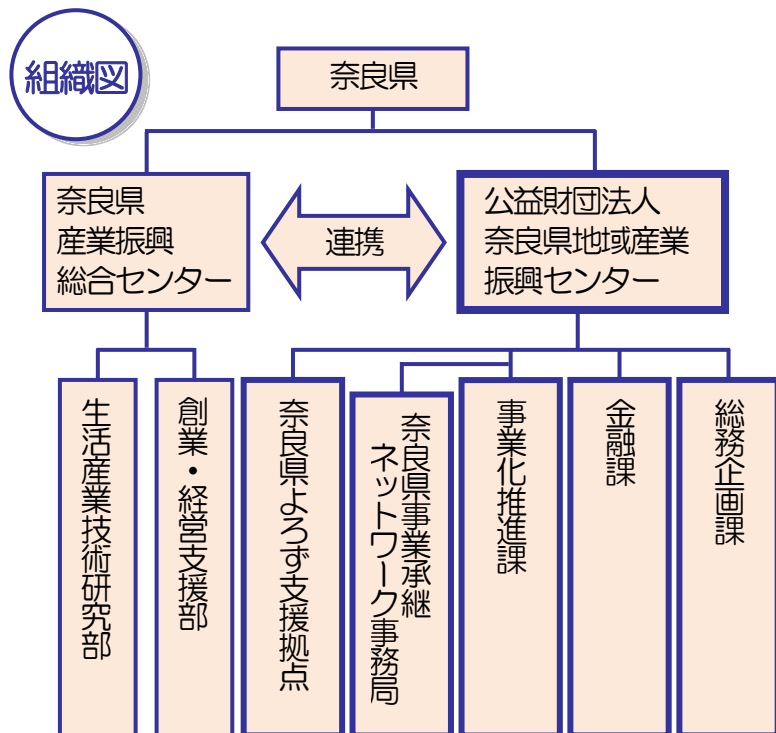 組織図
奈良県
奈良県
産業振興
総合センター
連携
公益財団法人
奈良県地域産業
振興センター
生活産業技術研究部
創業・経営支援部
奈良県よろず支援拠点
奈良県事業承継
ネットワーク事務局
事業化推進課
金融課
総務企画課